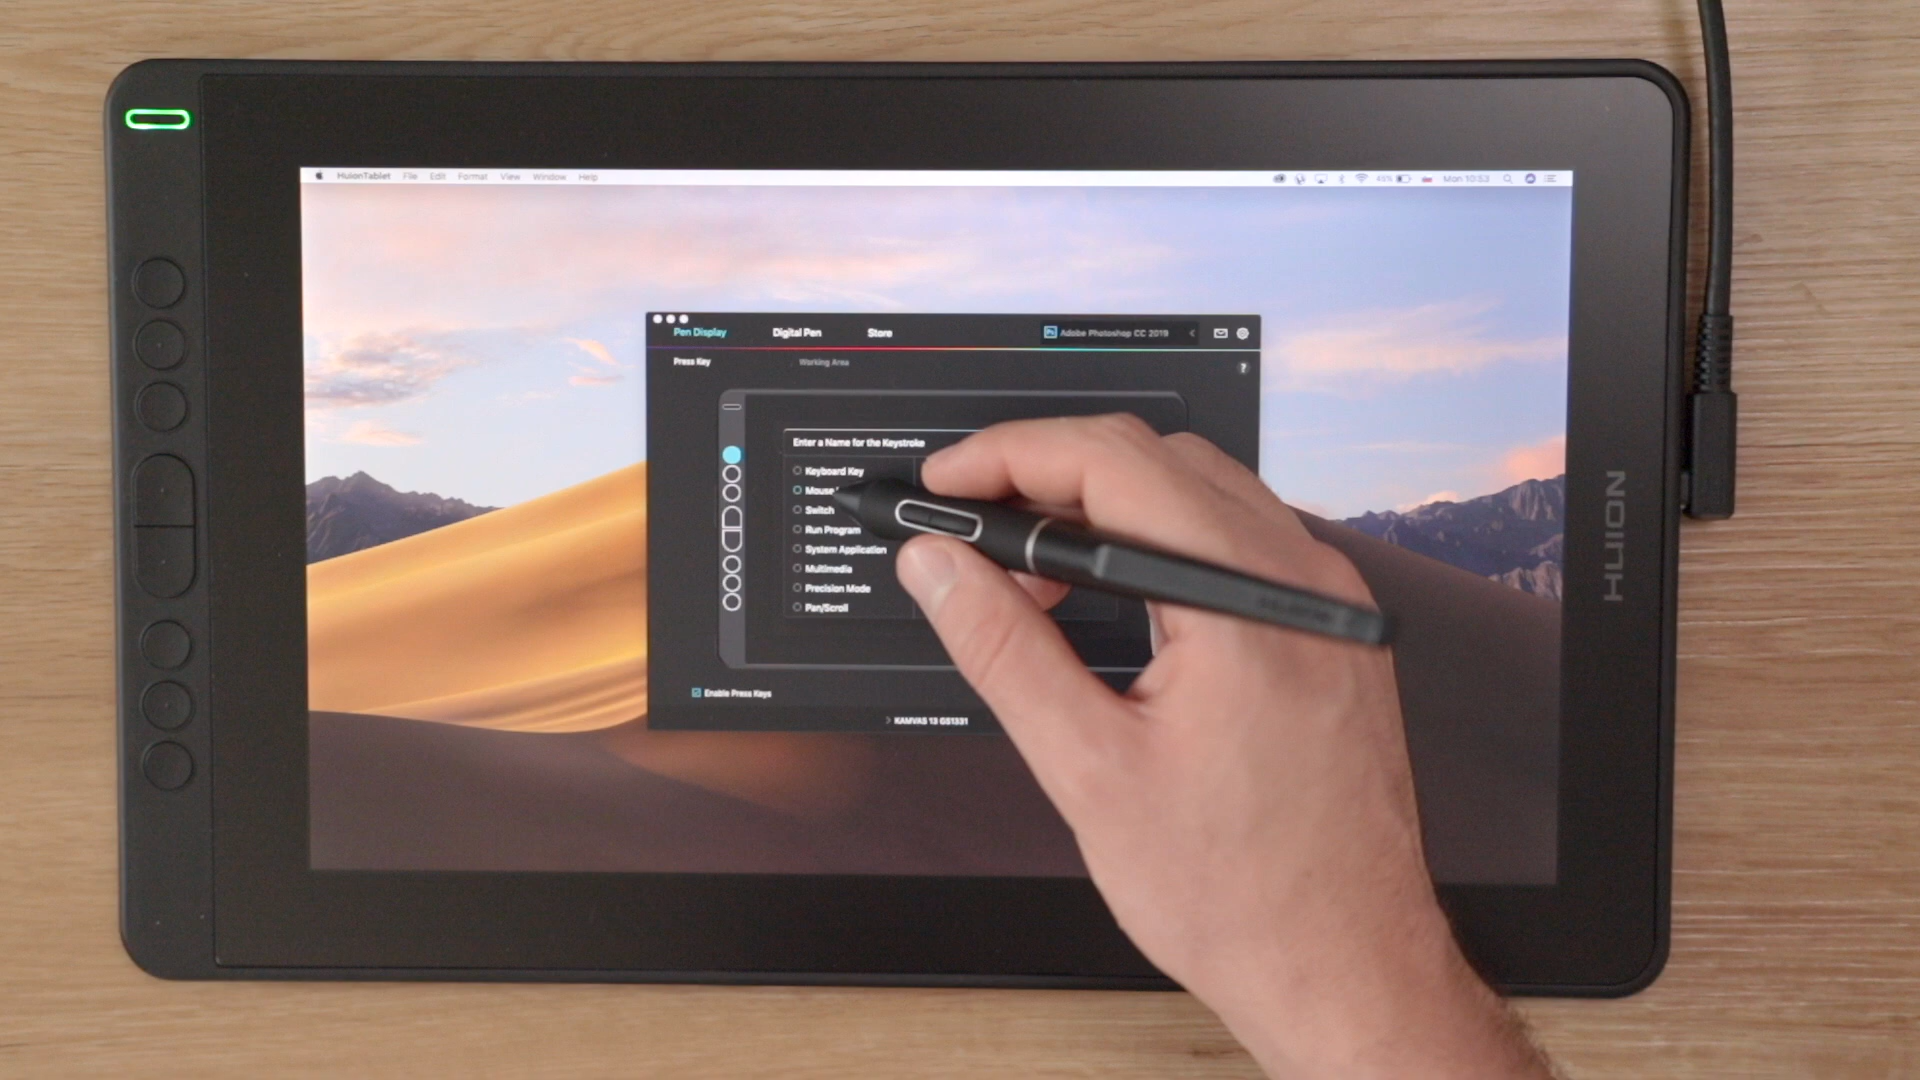 HuionTablet File Edit Format View Window Help
45% Mon 10:53
Pen Display Digital Pen Store Adobe Photoshop CC 2019
Press Key Working Area ?
Enter a Name for the Keystroke
Keyboard Key
Mouse
Switch
Run Program
System Application
Multimedia
Precision Mode
Pan/Scroll
Enable Press Keys
KAMVAS 13 GS1331
HUION